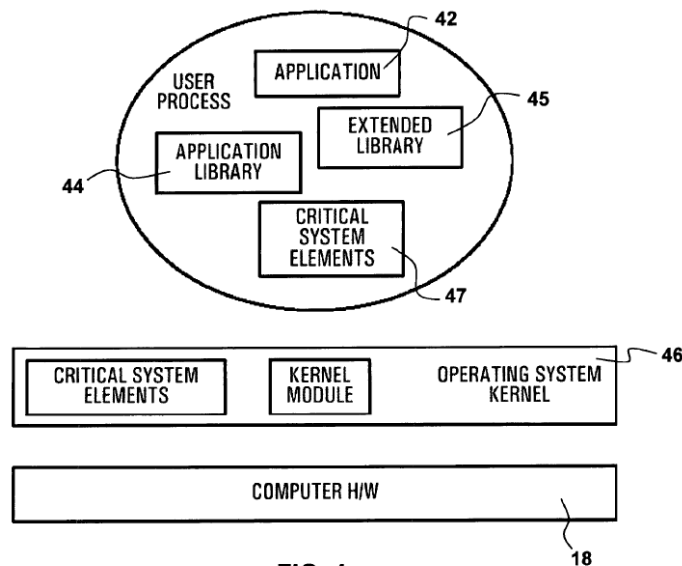 42
APPLICATION
USER
PROCESS
45
EXTENDED
LIBRARY
APPLICATION
LIBRARY
44
CRITICAL
SYSTEM
ELEMENTS
47
46
CRITICAL SYSTEM
ELEMENTS
KERNEL
MODULE
OPERATING SYSTEM
KERNEL
COMPUTER H/W
18